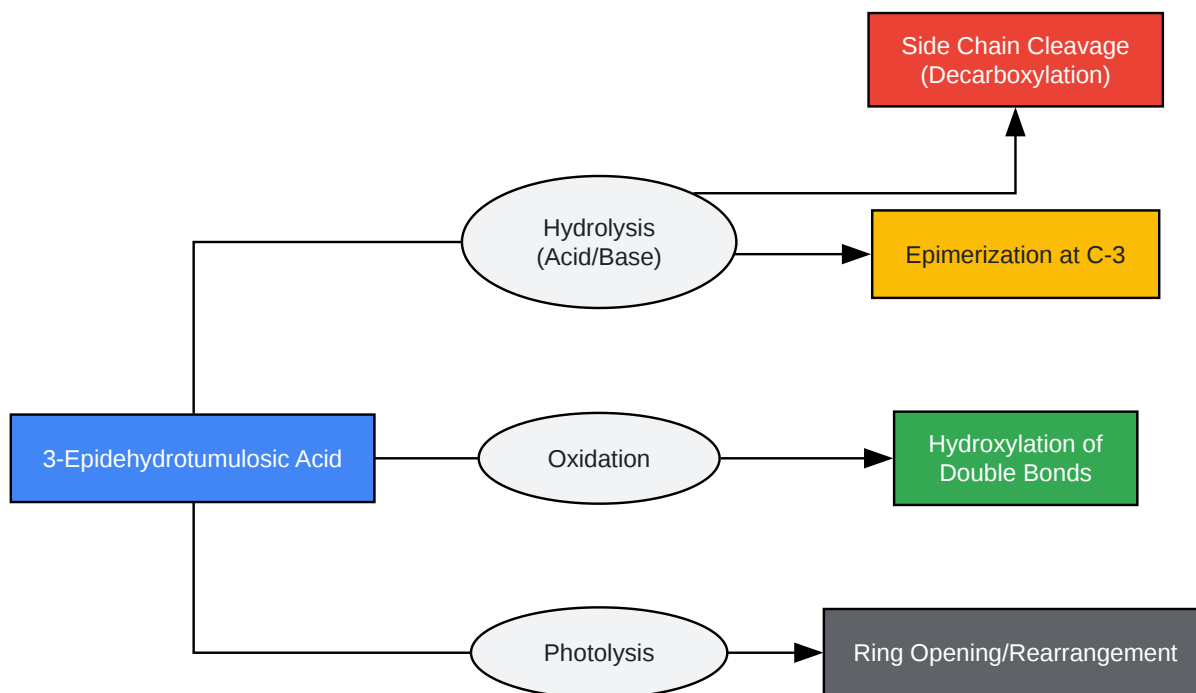 Side Chain Cleavage
(Decarboxylation)
Hydrolysis
(Acid/Base)
Epimerization at C-3
3-Epidehydrotumulosic Acid
Oxidation
Hydroxylation of
Double Bonds
Photolysis
Ring Opening/Rearrangement